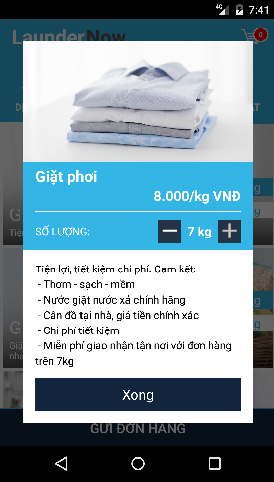 7:41
LaunderNow
0
Giặt phơi
8.000/kg VNĐ
SỐ LƯỢNG:
7 kg
Tiện lợi, tiết kiệm chi phí. Cam kết:
- Thơm - sạch - mềm
- Nước giặt nước xả chính hãng
- Cân đồ tại nhà, giá tiền chính xác
- Chi phí tiết kiệm
- Miễn phí giao nhận tận nơi với đơn hàng
trên 7kg
Xong
GỬI ĐƠN HÀNG